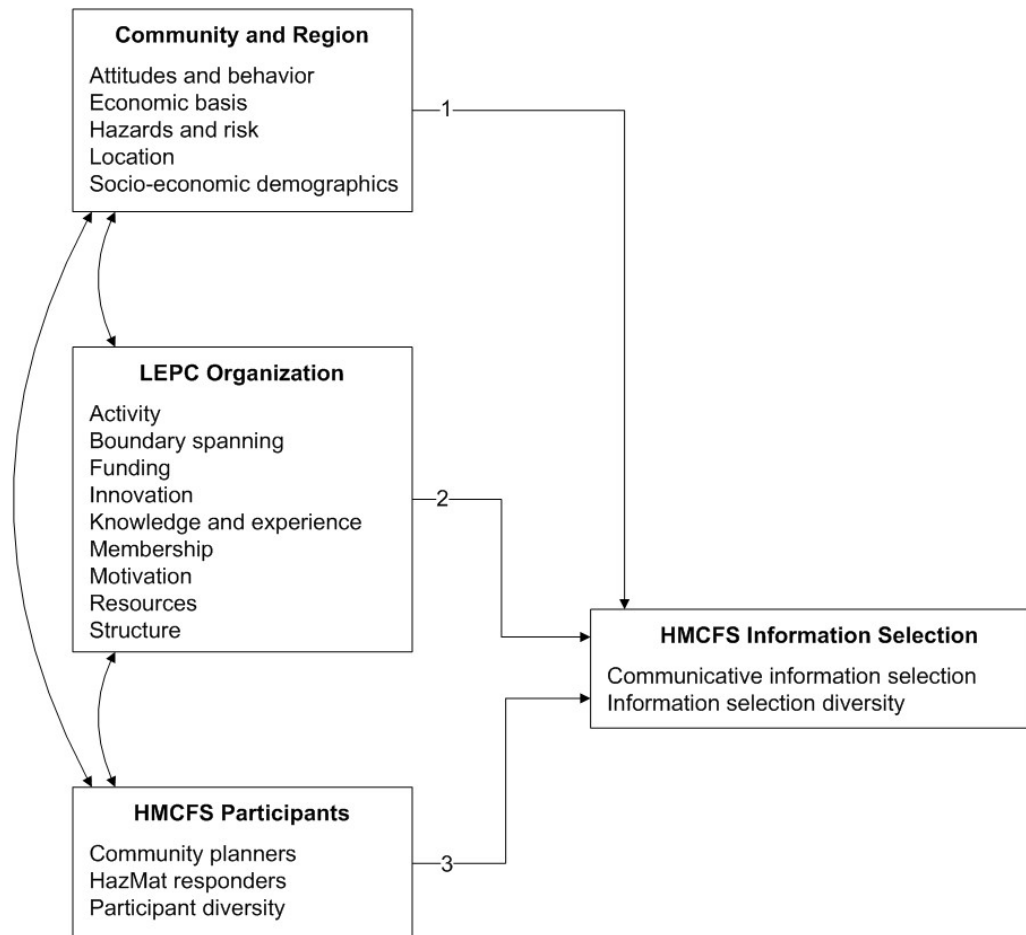 Community and Region
Attitudes and behavior
Economic basis
Hazards and risk
Location
Socio-economic demographics
1
LEPC Organization
Activity
Boundary spanning
Funding
Innovation
Knowledge and experience
Membership
Motivation
Resources
Structure
2
HMCFS Information Selection
Communicative information selection
Information selection diversity
HMCFS Participants
Community planners
HazMat responders
Participant diversity
3